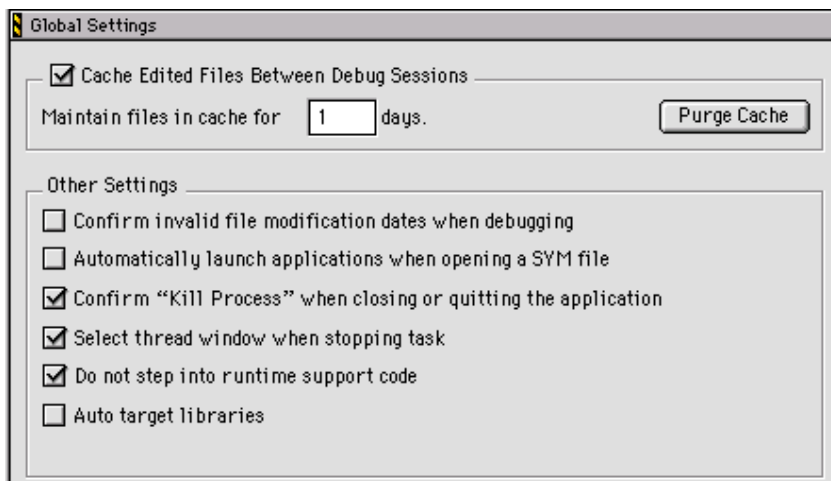 Global Settings
Cache Edited Files Between Debug Sessions
Maintain files in cache for 1 days. Purge Cache
Other Settings
Confirm invalid file modification dates when debugging
Automatically launch applications when opening a SYM file
Confirm “Kill Process” when closing or quitting the application
Select thread window when stopping task
Do not step into runtime support code
Auto target libraries